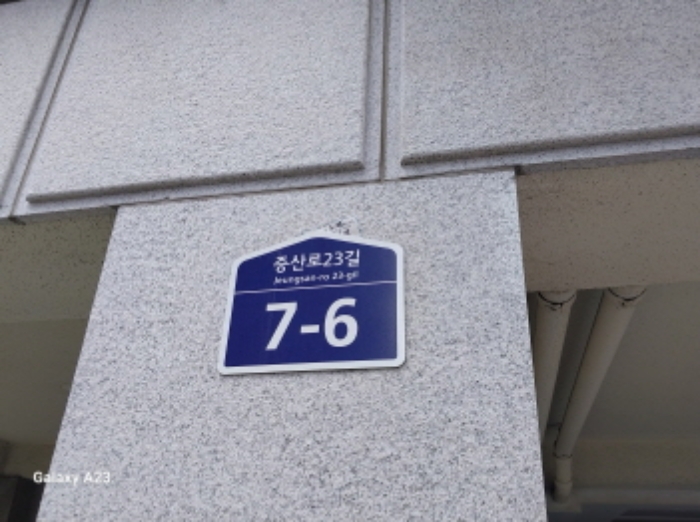 증산로23길
Jeungsan-ro 23-gil
7-6
Galaxy A23